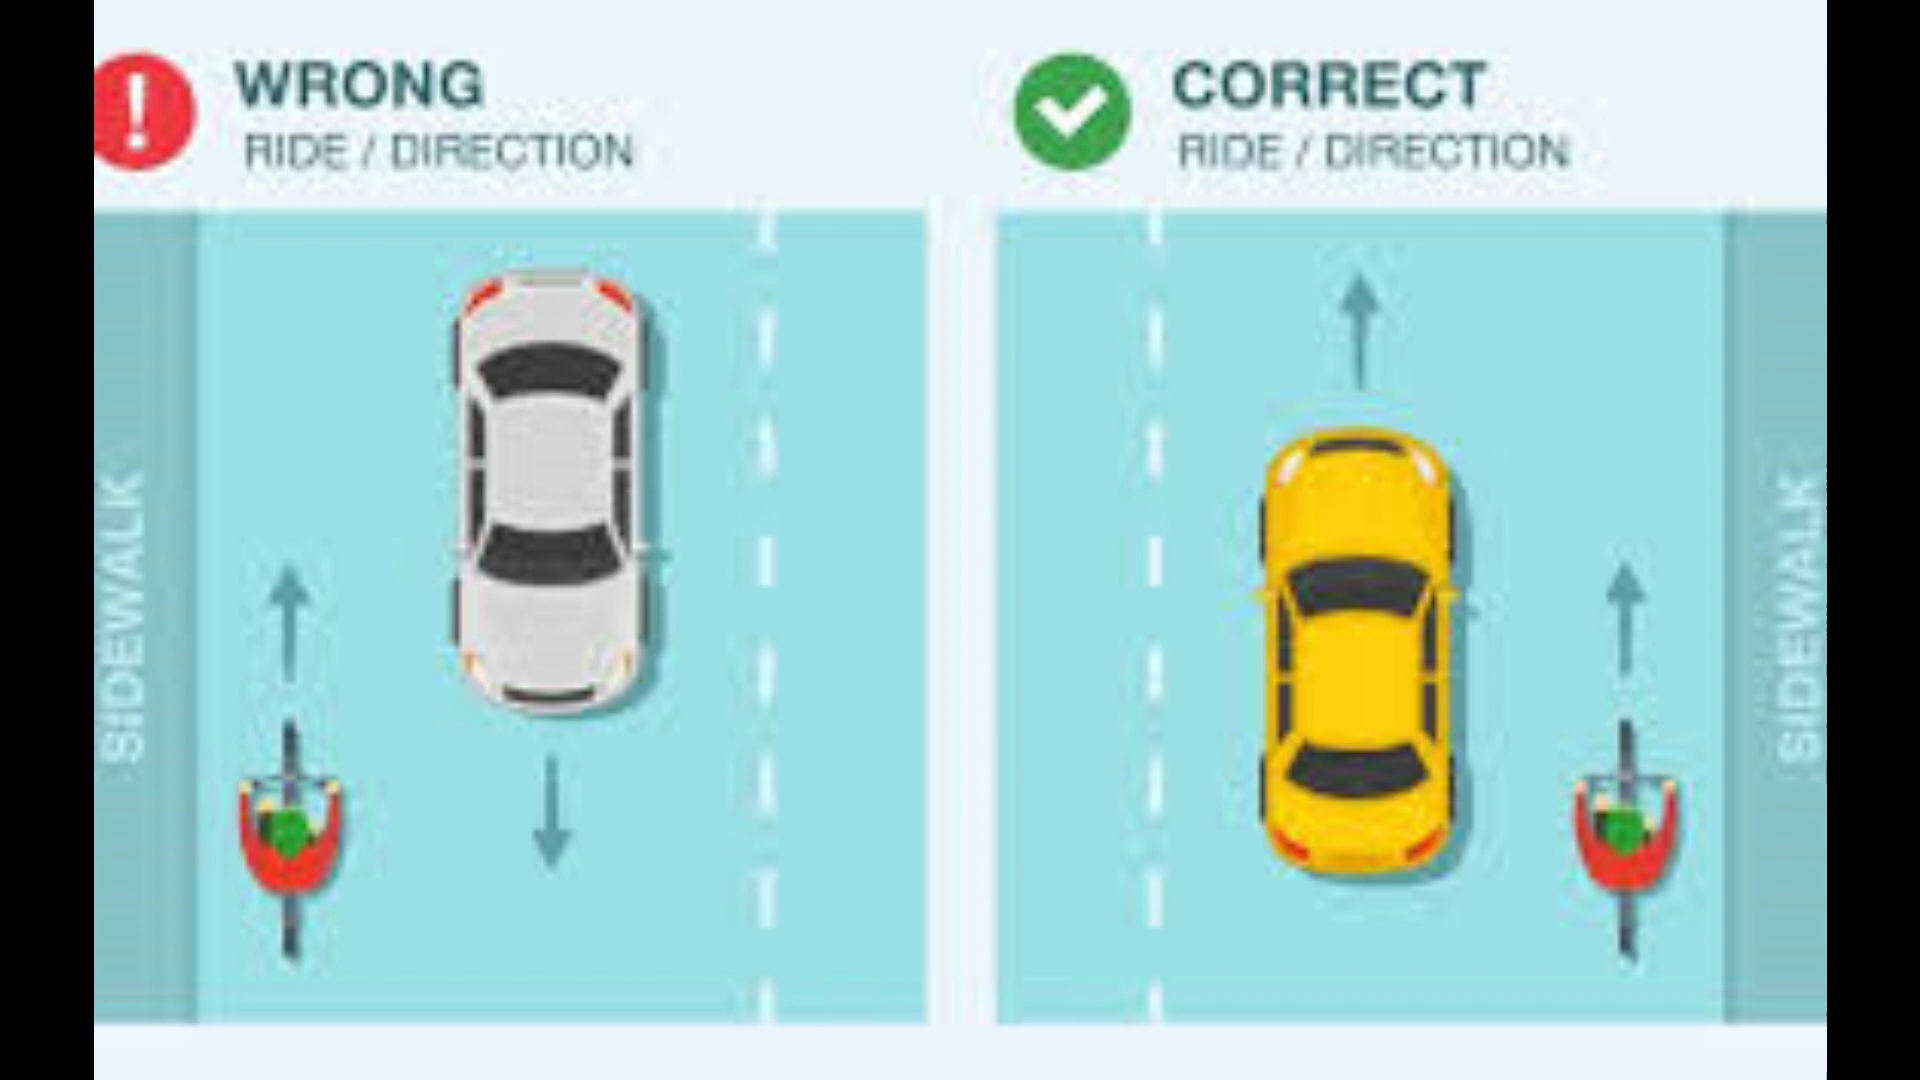 WRONG
RIDE / DIRECTION
CORRECT
RIDE / DIRECTION
SIDEWALK
SIDEWALK